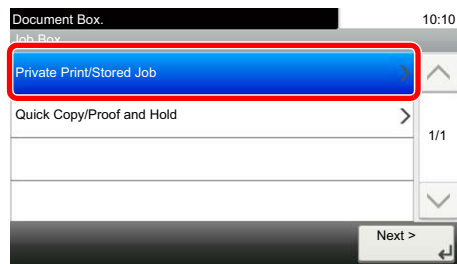 Document Box.
10:10
Job Box
Private Print/Stored Job
Quick Copy/Proof and Hold
1/1
Next >